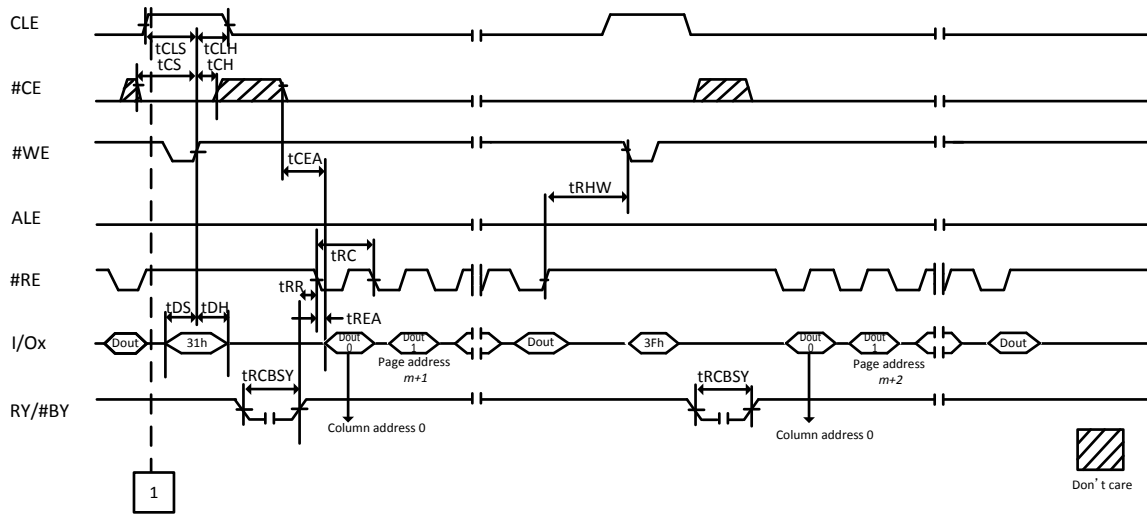 CLE
tCLS
tCLH
tCS
tCH
#CE
#WE
tCEA
tRHW
ALE
tRC
#RE
tRR
tDS
tDH
tREA
I/Ox
Dout
31h
Dout
0
Dout
1
Dout
3Fh
Dout
0
Dout
1
Dout
Page address
m+1
Page address
m+2
tRCBSY
tRCBSY
RY/#BY
Column address 0
Column address 0
1
Don't care